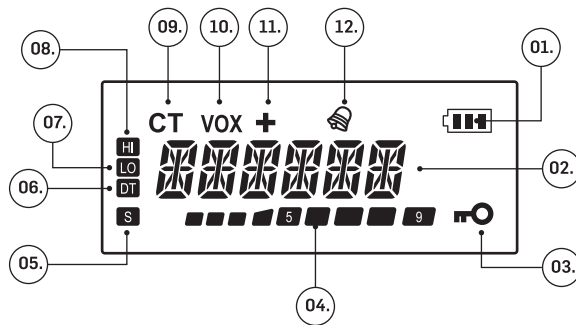 09. 10. 11. 12.
08. 01.
CT VOX +
HI
07. LO 02.
06. DT
S 5 9
05. 04. 03.